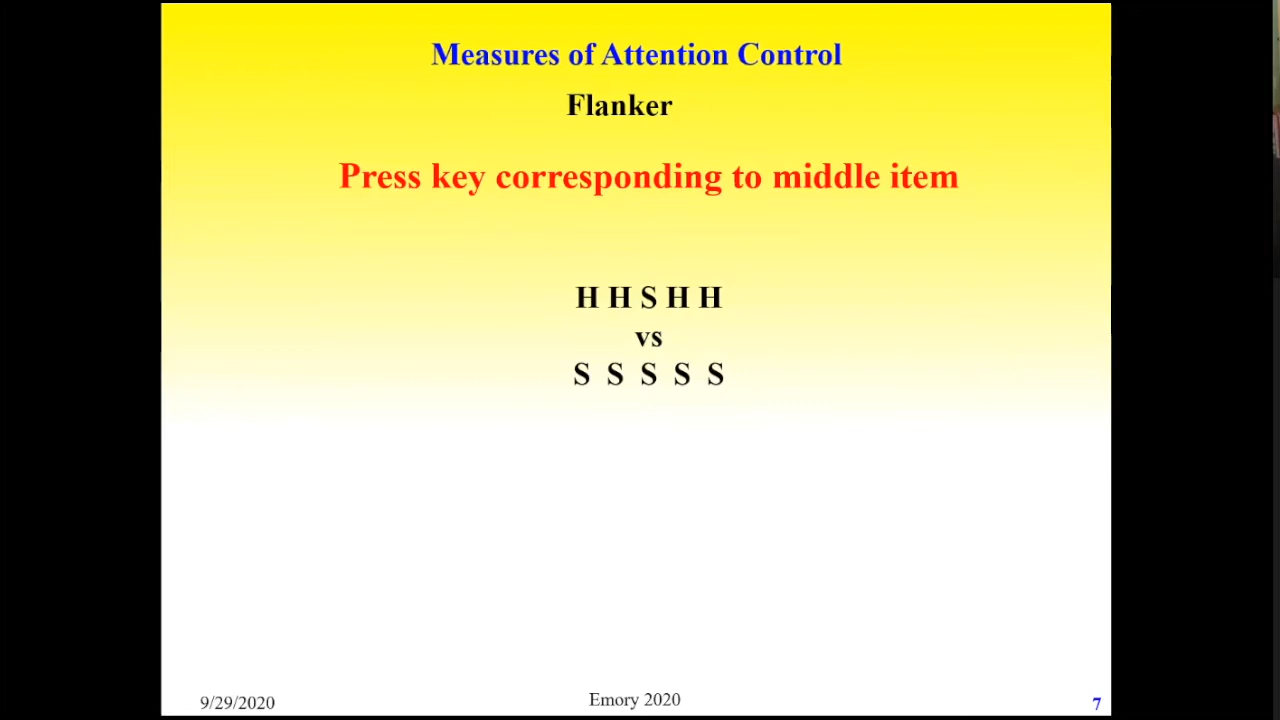 Measures of Attention Control
Flanker
Press key corresponding to middle item
H H S H H
vs
S S S S S
9/29/2020
Emory 2020
7